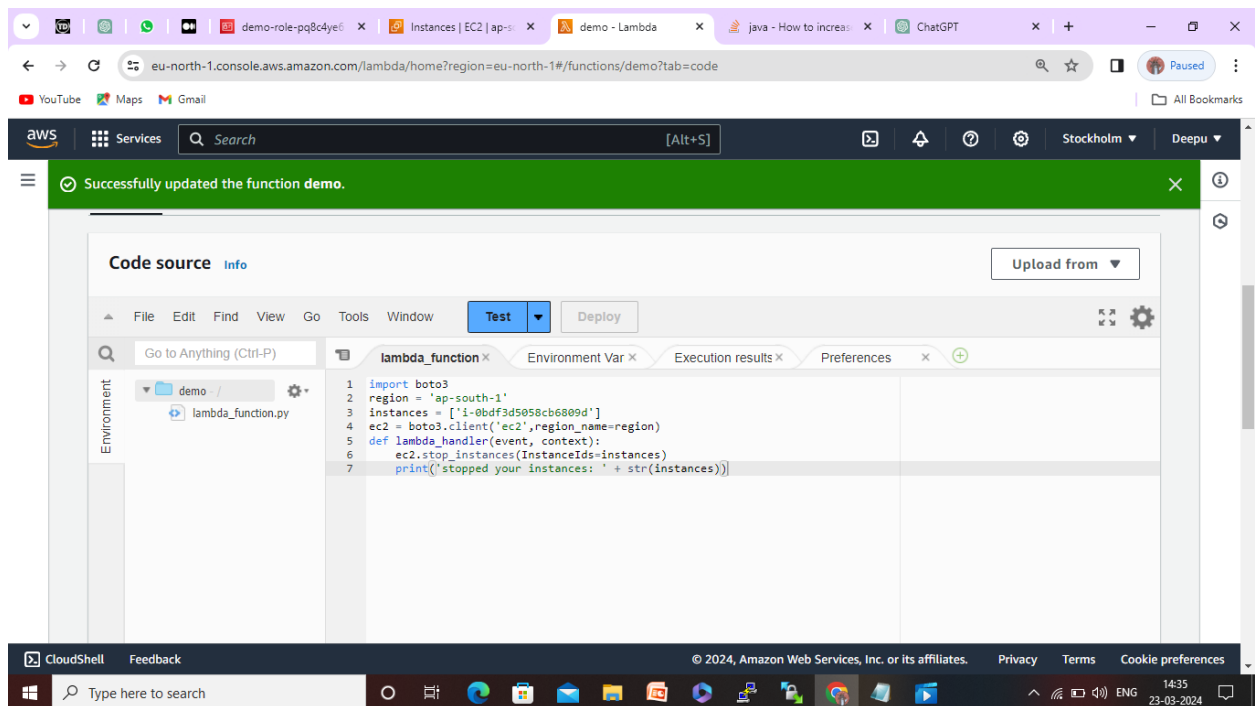 demo-role-pq8c4ye6
Instances | EC2 | ap-s
demo - Lambda
java - How to increas
ChatGPT
eu-north-1.console.aws.amazon.com/lambda/home?region=eu-north-1#/functions/demo?tab=code
Paused
YouTube
Maps
Gmail
All Bookmarks
aws
Services
Search
[Alt+S]
Stockholm
Deepu
Successfully updated the function demo.
Code source Info
Upload from
File Edit Find View Go Tools Window
Test
Deploy
Go to Anything (Ctrl-P)
lambda_function
Environment Var
Execution results
Preferences
Environment
demo - /
lambda_function.py
1 import boto3
2 region = 'ap-south-1'
3 instances = ['i-0bdf3d5058cb6809d']
4 ec2 = boto3.client('ec2',region_name=region)
5 def lambda_handler(event, context):
6 ec2.stop_instances(InstanceIds=instances)
7 print('stopped your instances: ' + str(instances))
CloudShell
Feedback
© 2024, Amazon Web Services, Inc. or its affiliates.
Privacy
Terms
Cookie preferences
Type here to search
ENG
14:35
23-03-2024